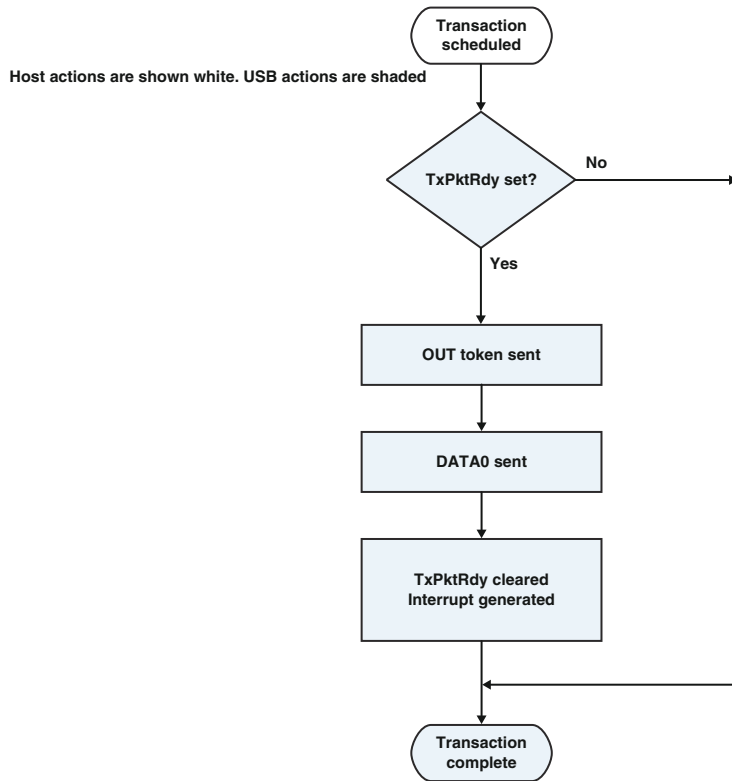 Transaction
scheduled
Host actions are shown white. USB actions are shaded
TxPktRdy set?
No
Yes
OUT token sent
DATA0 sent
TxPktRdy cleared
Interrupt generated
Transaction
complete